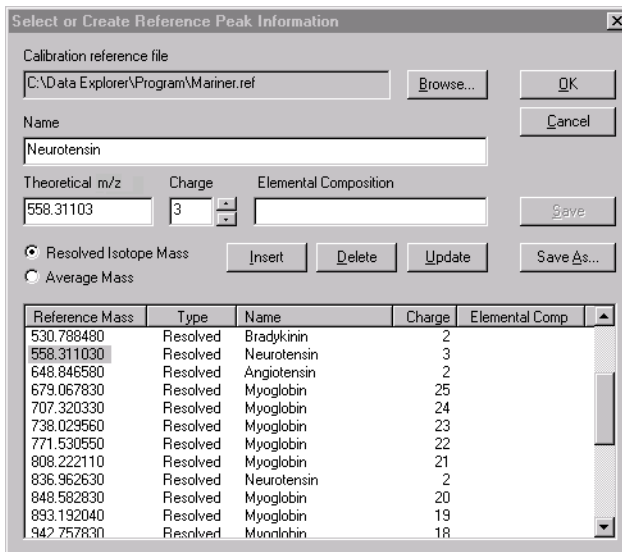 Select or Create Reference Peak Information
Calibration reference file
C:\Data Explorer\Program\Mariner.ref
Browse...
OK
Name
Cancel
Neurotensin
Theoretical m/z Charge Elemental Composition
558.31103 3
Save
Resolved Isotope Mass
Insert Delete Update Save As...
Average Mass
Reference Mass Type Name Charge Elemental Comp
530.788480 Resolved Bradykinin 2
558.311030 Resolved Neurotensin 3
648.846580 Resolved Angiotensin 2
679.067830 Resolved Myoglobin 25
707.320330 Resolved Myoglobin 24
738.029560 Resolved Myoglobin 23
771.530550 Resolved Myoglobin 22
808.222110 Resolved Myoglobin 21
836.962630 Resolved Neurotensin 2
848.582830 Resolved Myoglobin 20
893.192040 Resolved Myoglobin 19
942.757830 Resolved Myoglobin 18